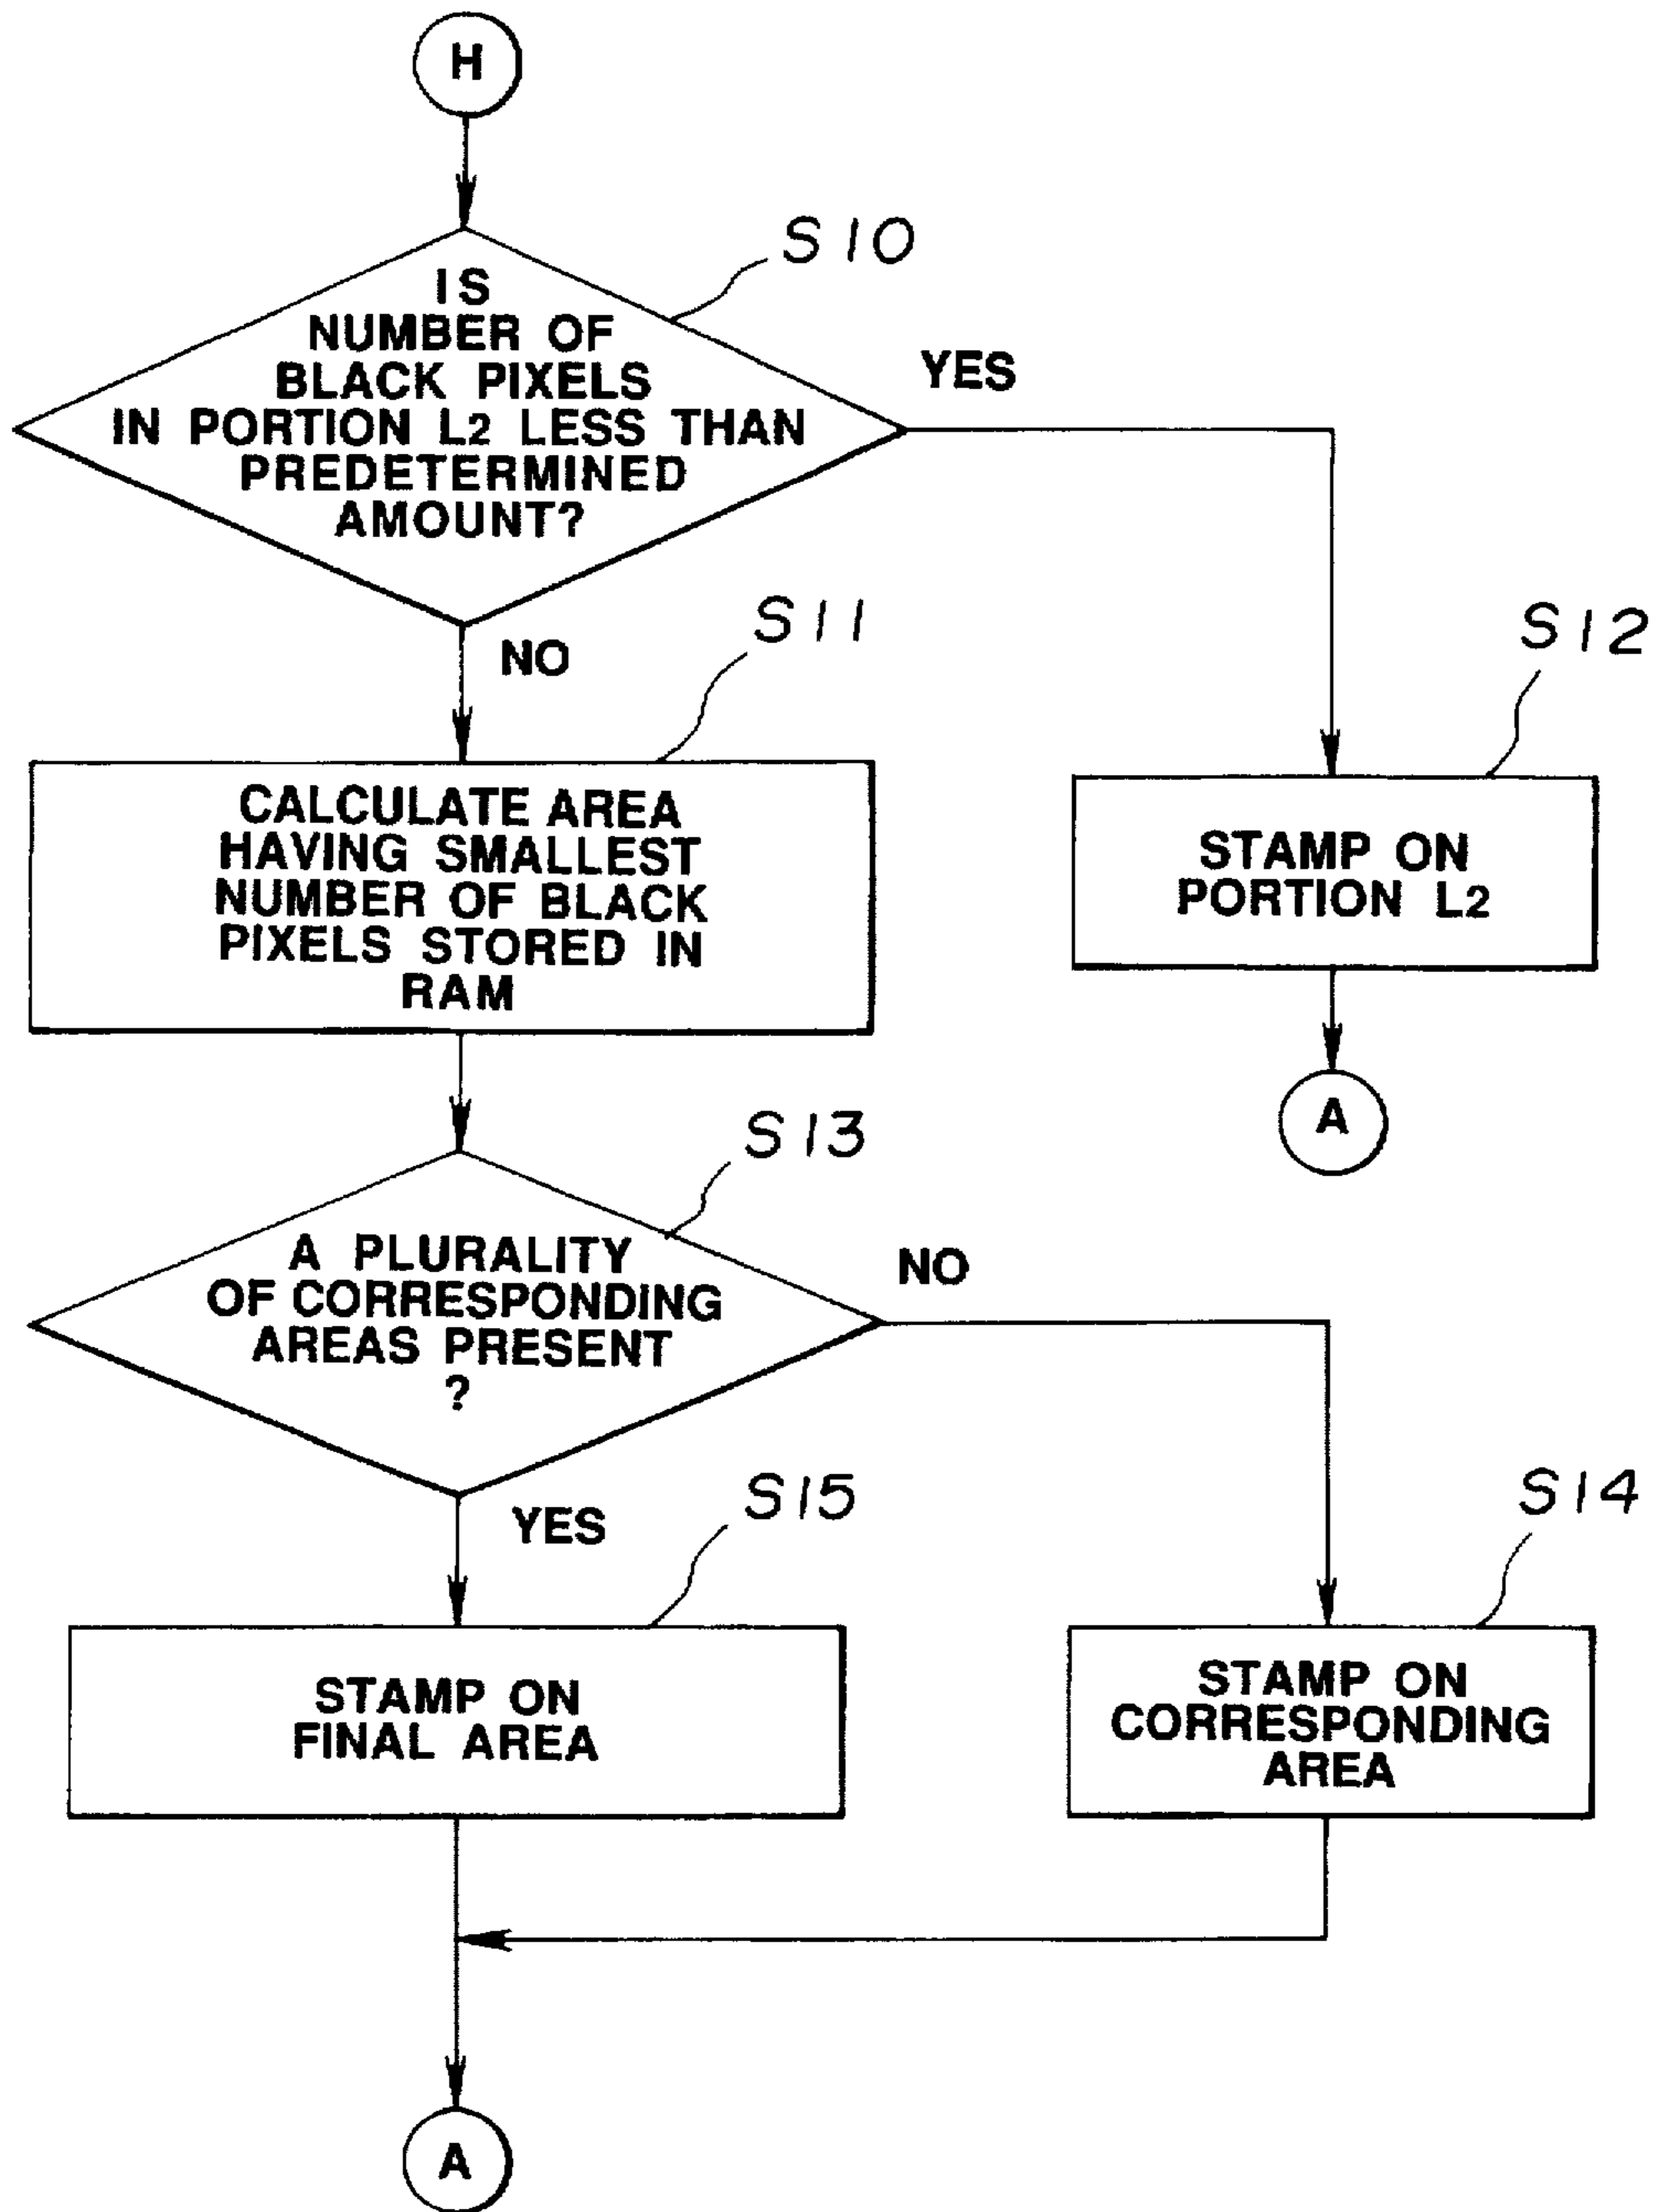 H
S10
IS
NUMBER OF
BLACK PIXELS
IN PORTION L2 LESS THAN
PREDETERMINED
AMOUNT?
YES
NO
S11
S12
CALCULATE AREA
HAVING SMALLEST
NUMBER OF BLACK
PIXELS STORED IN
RAM
STAMP ON
PORTION L2
A
S13
A PLURALITY
OF CORRESPONDING
AREAS PRESENT
?
NO
YES
S15
S14
STAMP ON
FINAL AREA
STAMP ON
CORRESPONDING
AREA
A